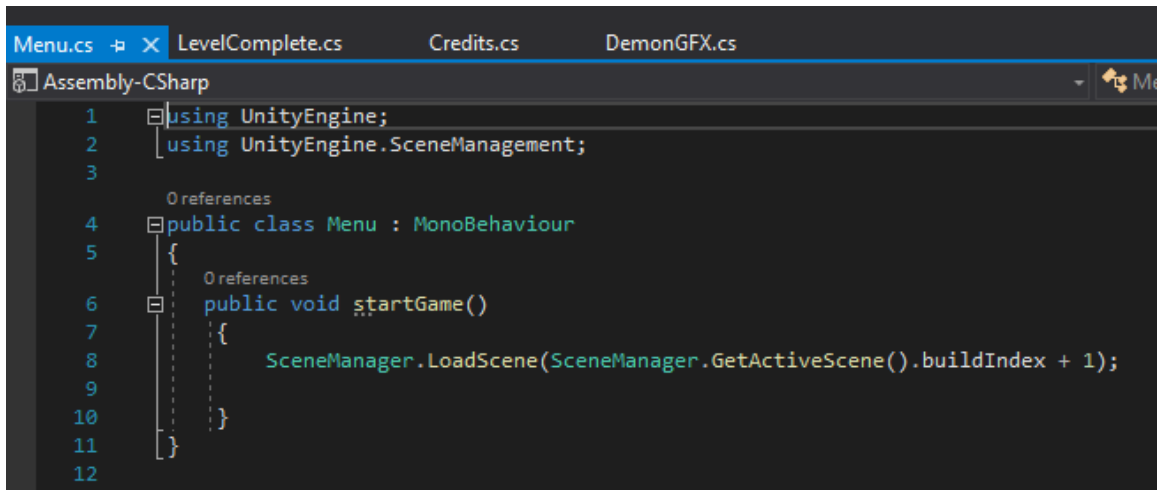 Menu.cs LevelComplete.cs Credits.cs DemonGFX.cs
Assembly-CSharp Me
1 using UnityEngine;
2 using UnityEngine.SceneManagement;
3
0 references
4 public class Menu : MonoBehaviour
5 {
0 references
6 public void startGame()
7 {
8 SceneManager.LoadScene(SceneManager.GetActiveScene().buildIndex + 1);
9
10 }
11 }
12